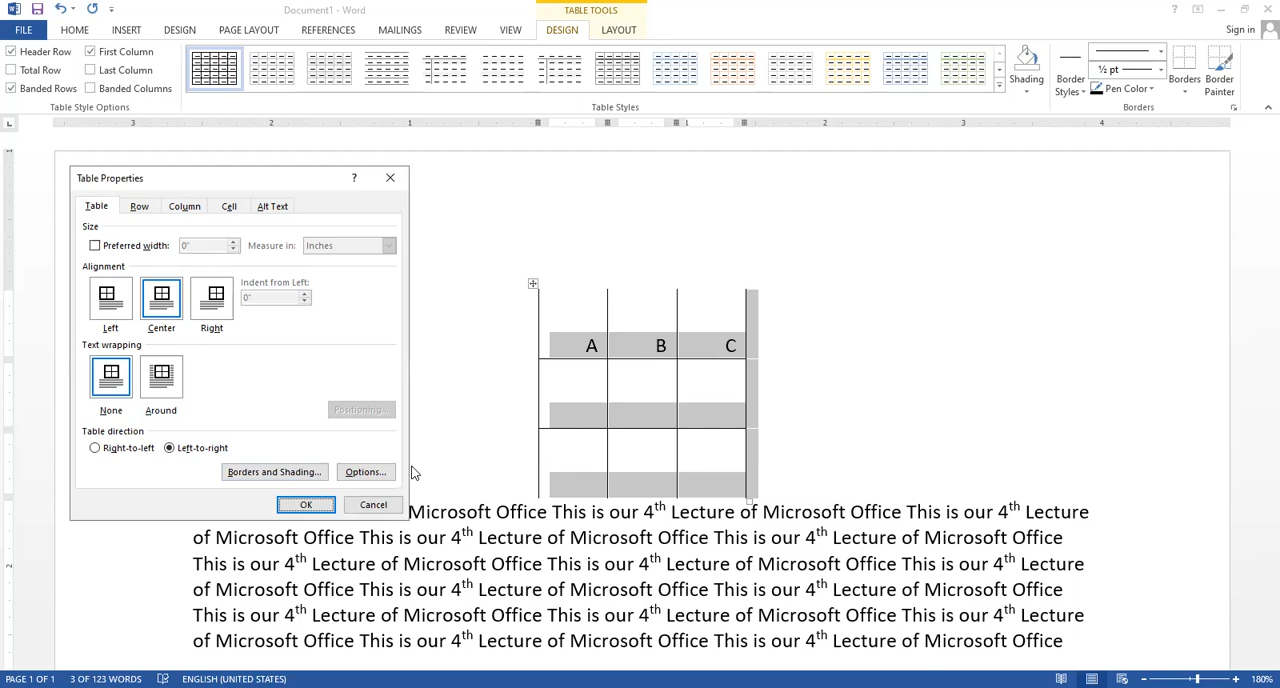 Document1 - Word
TABLE TOOLS
?
FILE
HOME
INSERT
DESIGN
PAGE LAYOUT
REFERENCES
MAILINGS
REVIEW
VIEW
DESIGN
LAYOUT
Sign in
Header Row
First Column
Total Row
Last Column
Banded Rows
Banded Columns
Table Style Options
Table Styles
Shading
Border
Styles
½ pt
Pen Color
Borders
Border
Painter
Borders
3 2 1 1 2 3 4
Table Properties
?
Table
Row
Column
Cell
Alt Text
Size
Preferred width:
0"
Measure in:
Inches
Alignment
Indent from Left:
0"
Left
Center
Right
Text wrapping
None
Around
Positioning...
Table direction
Right-to-left
Left-to-right
Borders and Shading...
Options...
OK
Cancel
A B C
Microsoft Office This is our 4th Lecture of Microsoft Office This is our 4th Lecture
of Microsoft Office This is our 4th Lecture of Microsoft Office This is our 4th Lecture of Microsoft Office
This is our 4th Lecture of Microsoft Office This is our 4th Lecture of Microsoft Office This is our 4th Lecture
of Microsoft Office This is our 4th Lecture of Microsoft Office This is our 4th Lecture of Microsoft Office
This is our 4th Lecture of Microsoft Office This is our 4th Lecture of Microsoft Office This is our 4th Lecture
of Microsoft Office This is our 4th Lecture of Microsoft Office This is our 4th Lecture of Microsoft Office
PAGE 1 OF 1
3 OF 123 WORDS
ENGLISH (UNITED STATES)
180%